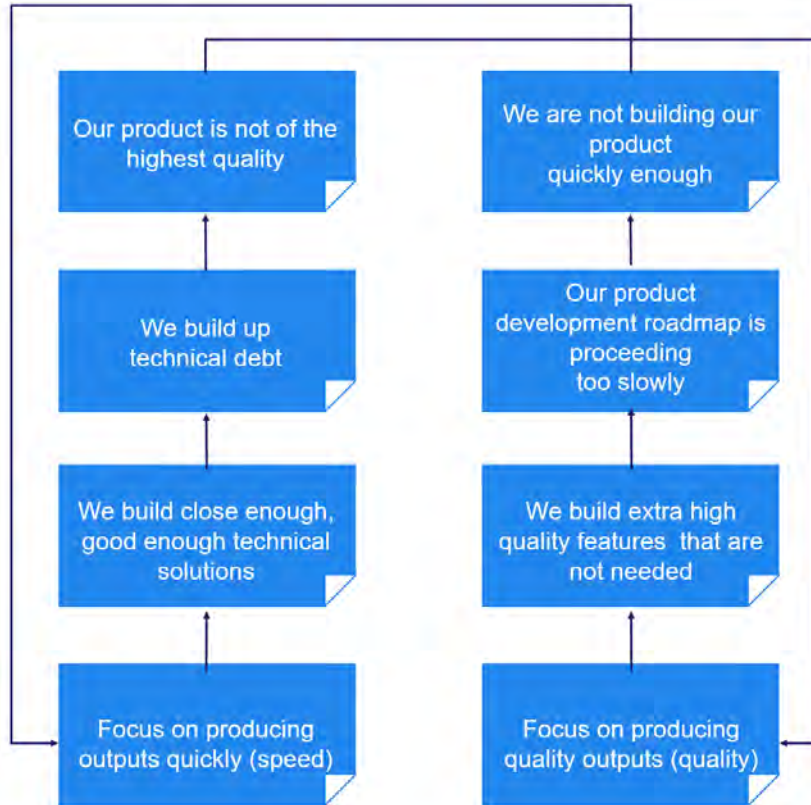 Our product is not of the
highest quality
We are not building our
product
quickly enough
We build up
technical debt
Our product
development roadmap is
proceeding
too slowly
We build close enough,
good enough technical
solutions
We build extra high
quality features  that are
not needed
Focus on producing
outputs quickly (speed)
Focus on producing
quality outputs (quality)